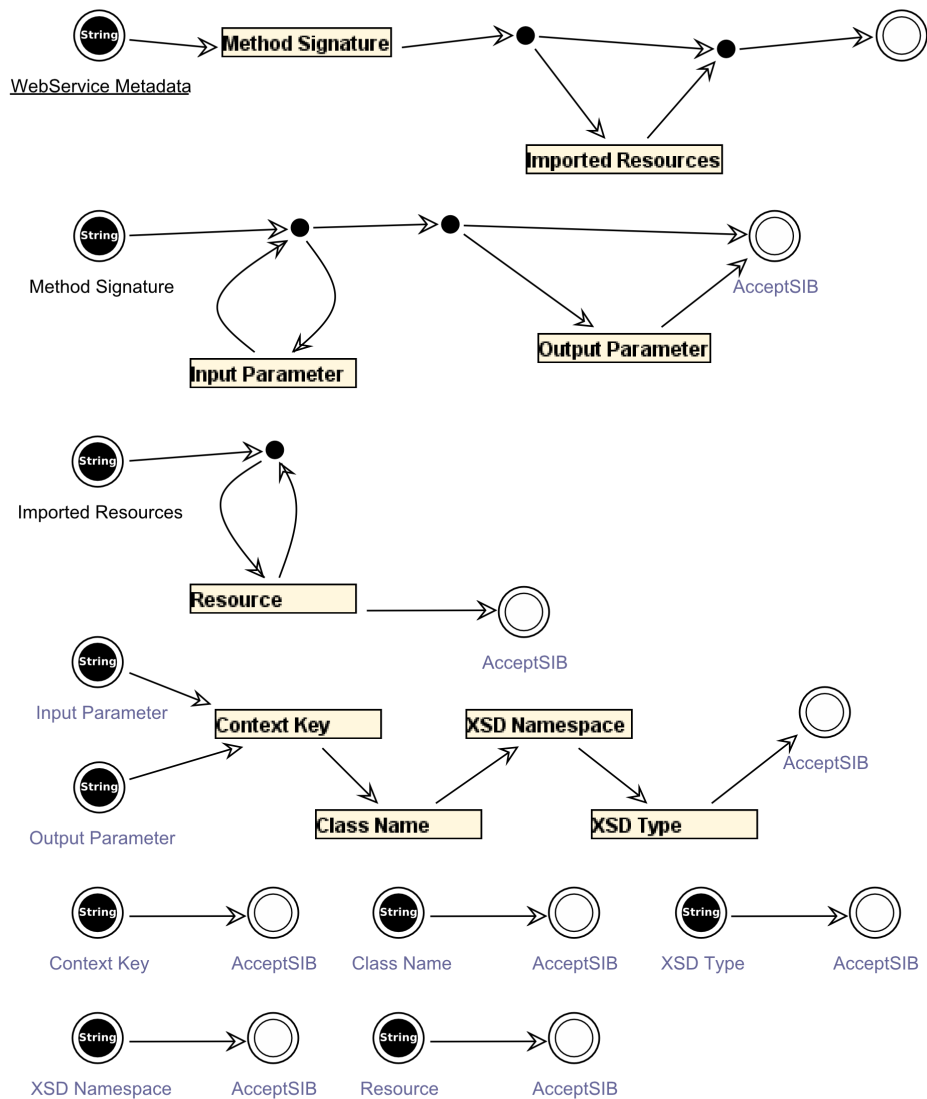 String
Method Signature
WebService Metadata
Imported Resources
String
Method Signature
AcceptSIB
Output Parameter
Input Parameter
String
Imported Resources
Resource
AcceptSIB
String
Input Parameter
Context Key
XSD Namespace
AcceptSIB
String
Output Parameter
Class Name
XSD Type
String
String
String
Context Key
AcceptSIB
Class Name
AcceptSIB
XSD Type
AcceptSIB
String
String
XSD Namespace
AcceptSIB
Resource
AcceptSIB